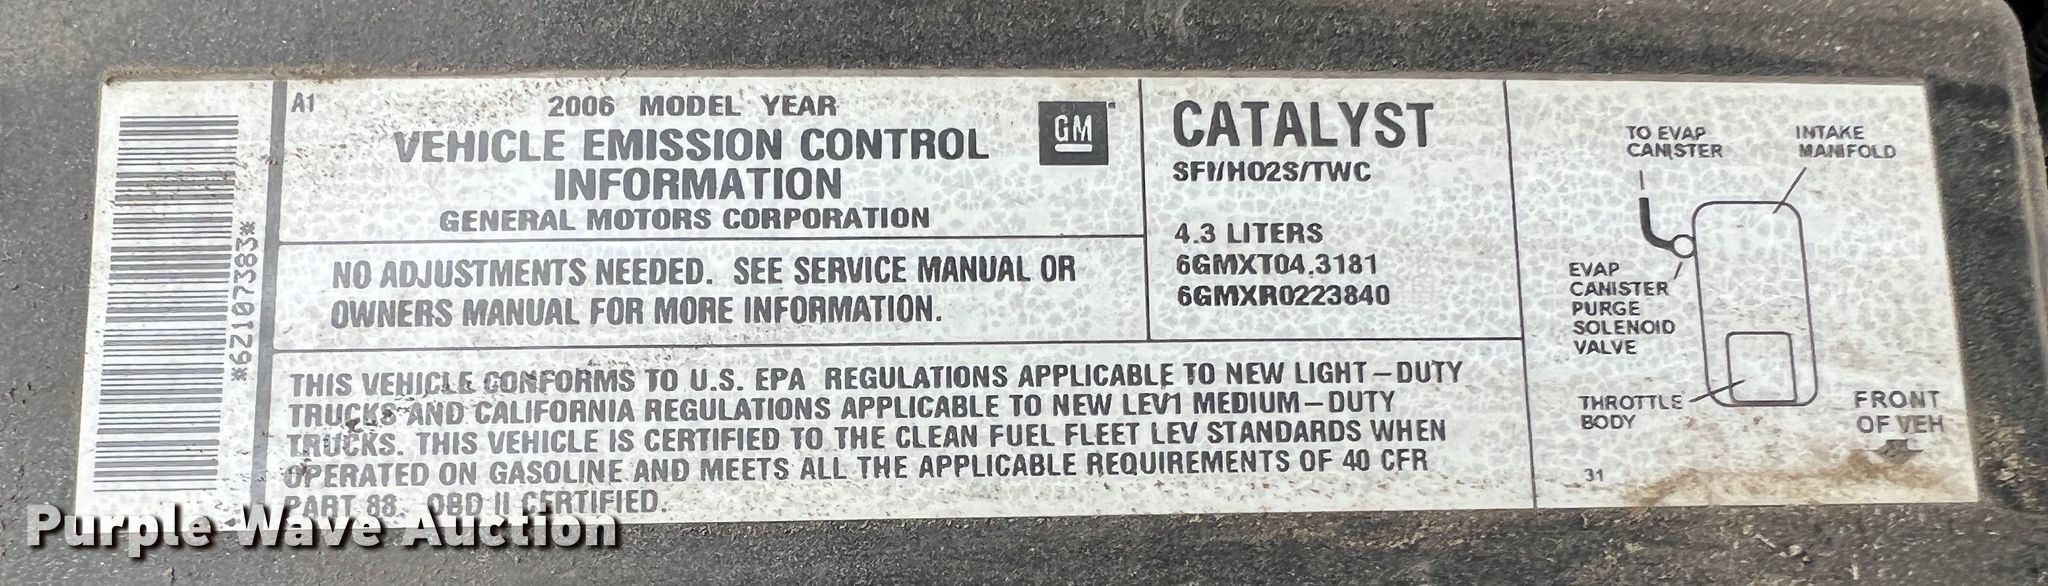 *62107383*
A1
2006 MODEL YEAR
VEHICLE EMISSION CONTROL
INFORMATION
GENERAL MOTORS CORPORATION
GM
NO ADJUSTMENTS NEEDED. SEE SERVICE MANUAL OR
OWNERS MANUAL FOR MORE INFORMATION.
CATALYST
SFI/HO2S/TWC
4.3 LITERS
6GMXT04.3181
6GMXR0223840
THIS VEHICLE CONFORMS TO U.S. EPA REGULATIONS APPLICABLE TO NEW LIGHT-DUTY
TRUCKS AND CALIFORNIA REGULATIONS APPLICABLE TO NEW LEV1 MEDIUM-DUTY
TRUCKS. THIS VEHICLE IS CERTIFIED TO THE CLEAN FUEL FLEET LEV STANDARDS WHEN
OPERATED ON GASOLINE AND MEETS ALL THE APPLICABLE REQUIREMENTS OF 40 CFR
PART 88. OBD II CERTIFIED.
TO EVAP
CANISTER
INTAKE
MANIFOLD
EVAP
CANISTER
PURGE
SOLENOID
VALVE
THROTTLE
BODY
FRONT
OF VEH
31
Purple Wave Auction